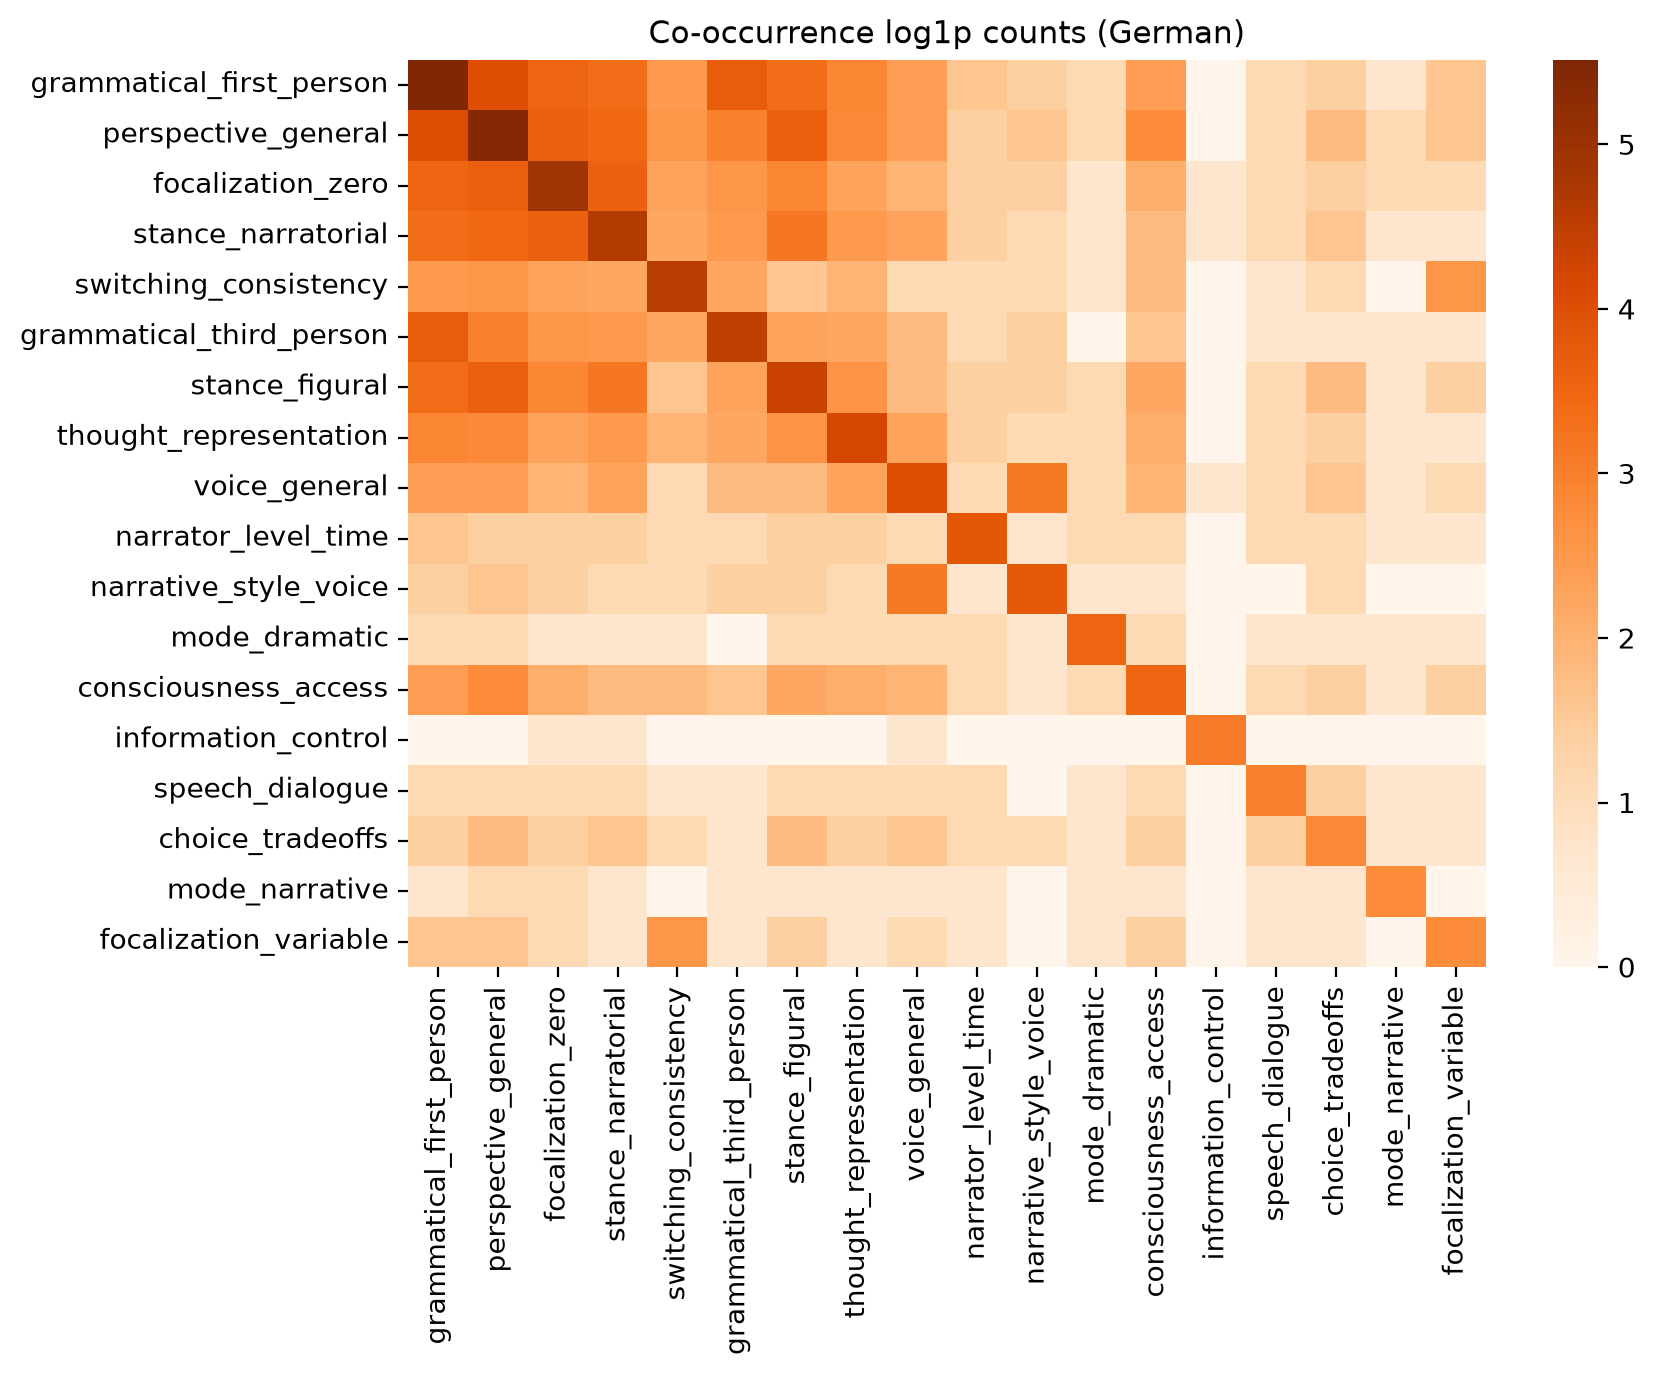 Co-occurrence log1p counts (German)
grammatical_first_person
perspective_general
focalization_zero
stance_narratorial
switching_consistency
grammatical_third_person
stance_figural
thought_representation
voice_general
narrator_level_time
narrative_style_voice
mode_dramatic
consciousness_access
information_control
speech_dialogue
choice_tradeoffs
mode_narrative
focalization_variable
grammatical_first_person
perspective_general
focalization_zero
stance_narratorial
switching_consistency
grammatical_third_person
stance_figural
thought_representation
voice_general
narrator_level_time
narrative_style_voice
mode_dramatic
consciousness_access
information_control
speech_dialogue
choice_tradeoffs
mode_narrative
focalization_variable
5
4
3
2
1
0